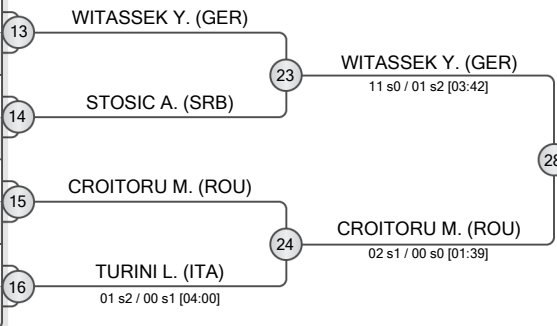 13
WITASSEK Y. (GER)
23
WITASSEK Y. (GER)
11 s0 / 01 s2 [03:42]
14
STOSIC A. (SRB)
28
15
CROITORU M. (ROU)
24
CROITORU M. (ROU)
02 s1 / 00 s0 [01:39]
16
TURINI L. (ITA)
01 s2 / 00 s1 [04:00]